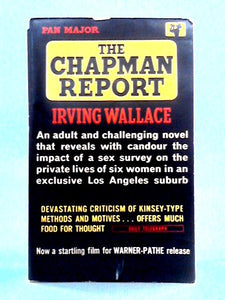 PAN MAJOR
THE
CHAPMAN
REPORT
IRVING WALLACE
An adult and challenging novel
that reveals with candour the
impact of a sex survey on the
private lives of six women in an
exclusive Los Angeles suburb
DEVASTATING CRITICISM OF KINSEY-TYPE
METHODS AND MOTIVES ... OFFERS MUCH
FOOD FOR THOUGHT DAILY TELEGRAPH
Now a startling film for WARNER-PATHE release